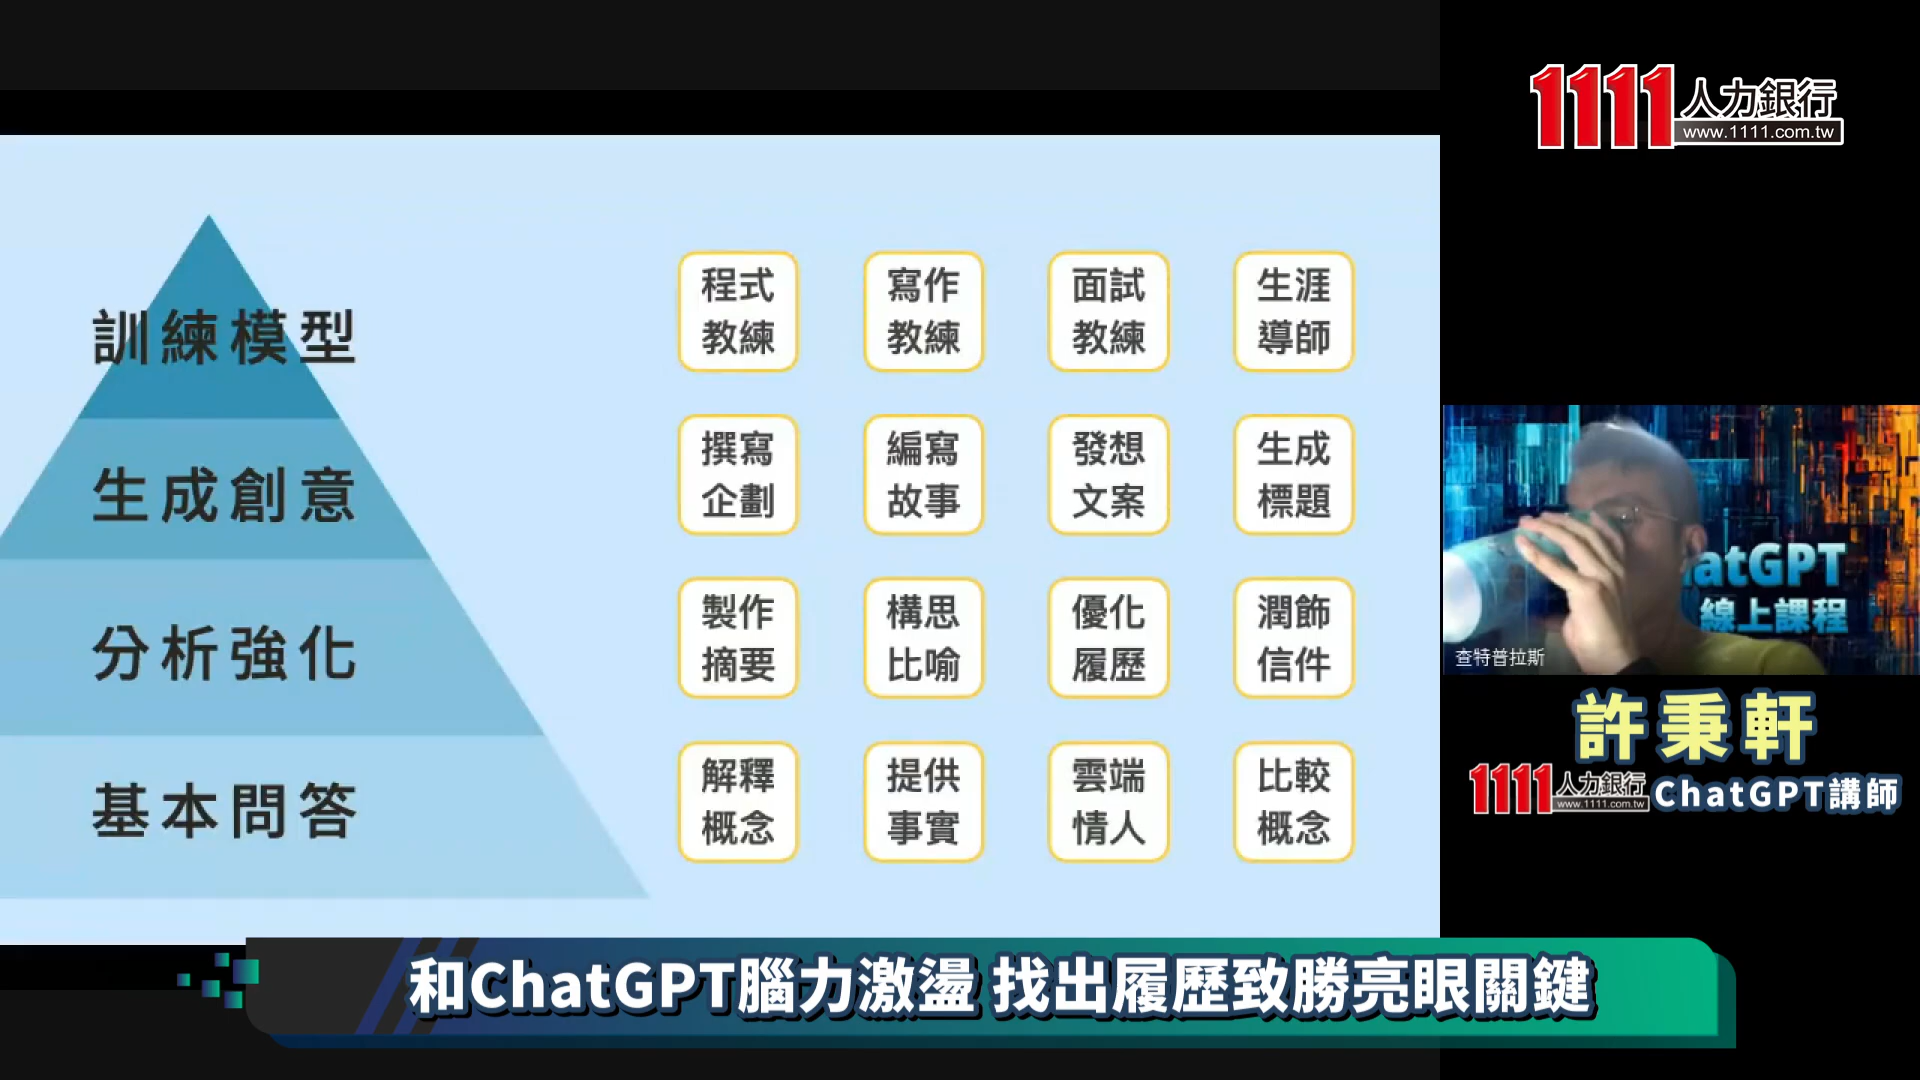 1111人力銀行
www.1111.com.tw
訓練模型
程式
教練
寫作
教練
面試
教練
生涯
導師
生成創意
撰寫
企劃
編寫
故事
發想
文案
生成
標題
分析強化
製作
摘要
構思
比喻
優化
履歷
潤飾
信件
基本問答
解釋
概念
提供
事實
雲端
情人
比較
概念
atGPT
線上課程
查特普拉斯
許秉軒
1111人力銀行
www.1111.com.tw
ChatGPT講師
和ChatGPT腦力激盪 找出履歷致勝亮眼關鍵